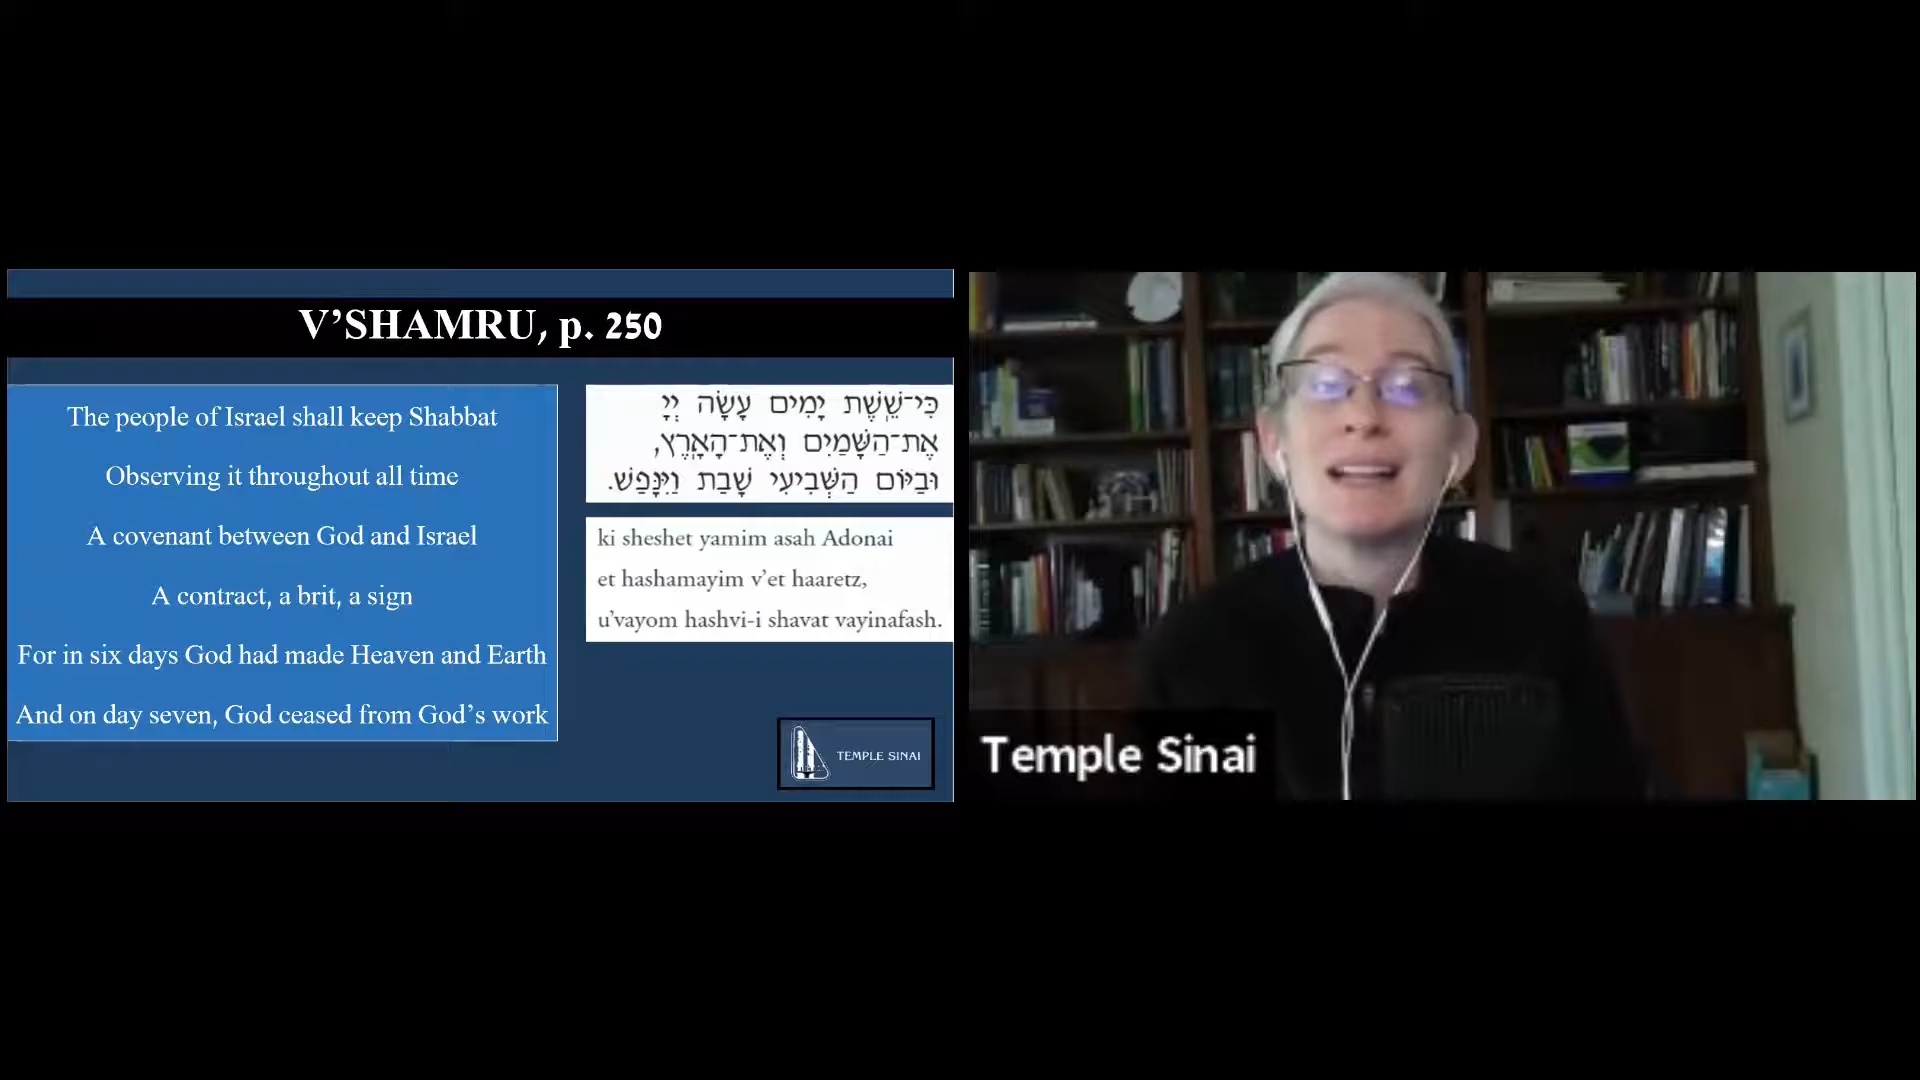 V’SHAMRU, p. 250
The people of Israel shall keep Shabbat
Observing it throughout all time
A covenant between God and Israel
A contract, a brit, a sign
For in six days God had made Heaven and Earth
And on day seven, God ceased from God’s work
כִּי־שֵׁשֶׁת יָמִים עָשָׂה יְיָ
אֶת־הַשָּׁמַיִם וְאֶת־הָאָרֶץ,
וּבַיּוֹם הַשְּׁבִיעִי שָׁבַת וַיִּנָּפַשׁ.
ki sheshet yamim asah Adonai
et hashamayim v’et haaretz,
u’vayom hashvi-i shavat vayinafash.
TEMPLE SINAI
Temple Sinai